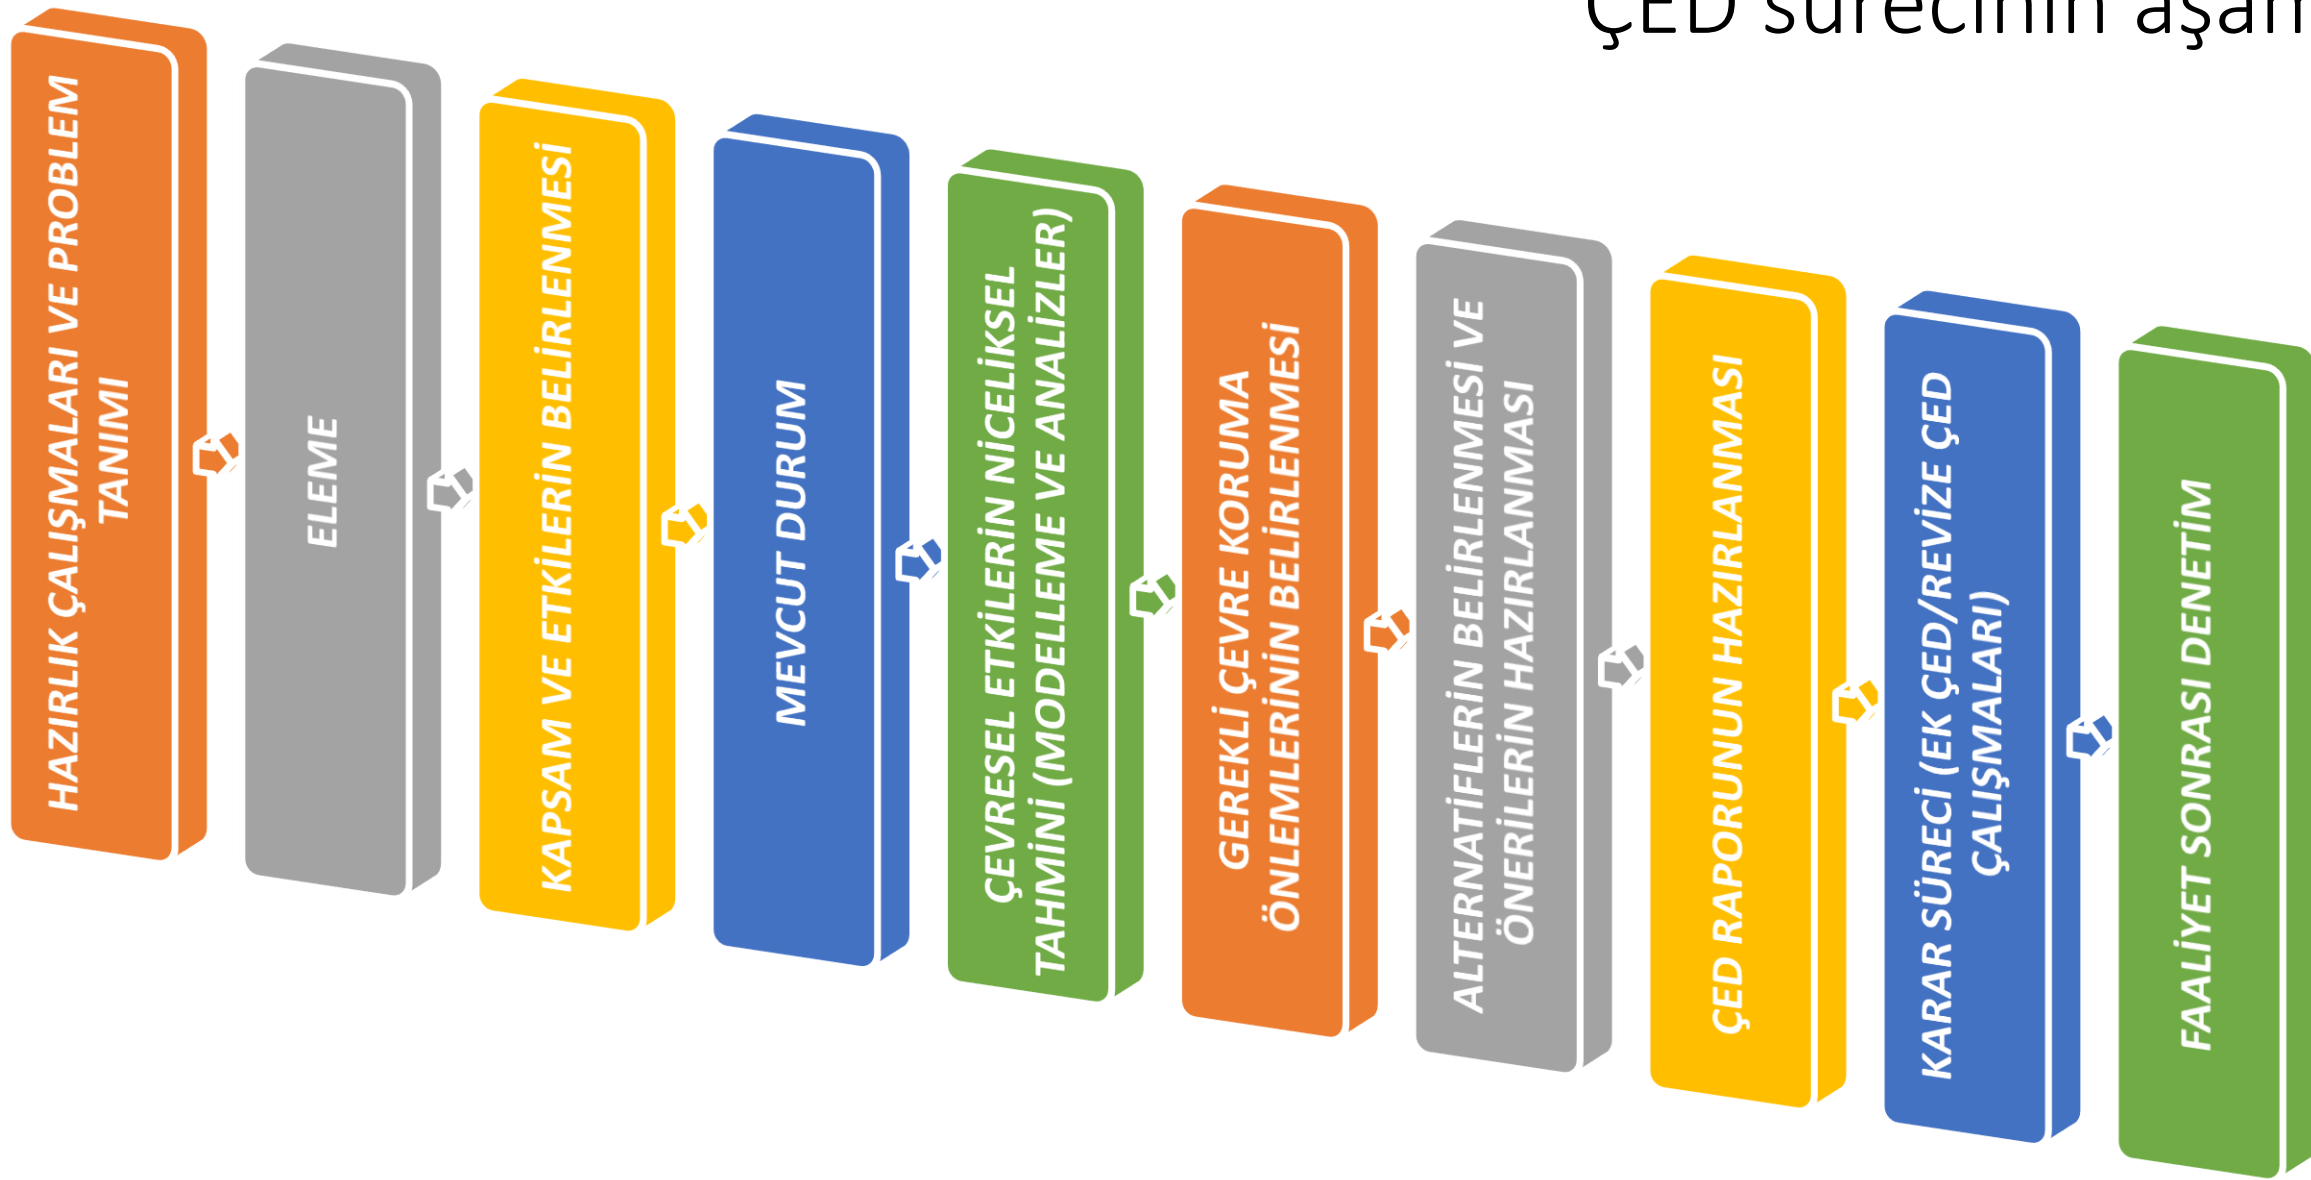 ÇED sürecinin aşam
HAZIRLIK ÇALIŞMALARI VE PROBLEM
TANIMI
ELEME
KAPSAM VE ETKİLERİN BELİRLENMESİ
MEVCUT DURUM
ÇEVRESEL ETKİLERİN NİCELİKSEL
TAHMİNİ (MODELLEME VE ANALİZLER)
GEREKLİ ÇEVRE KORUMA
ÖNLEMLERİNİN BELİRLENMESİ
ALTERNATİFLERİN BELİRLENMESİ VE
ÖNERİLERİN HAZIRLANMASI
ÇED RAPORUNUN HAZIRLANMASI
KARAR SÜRECİ (EK ÇED/REVİZE ÇED
ÇALIŞMALARI)
FAALİYET SONRASI DENETİM